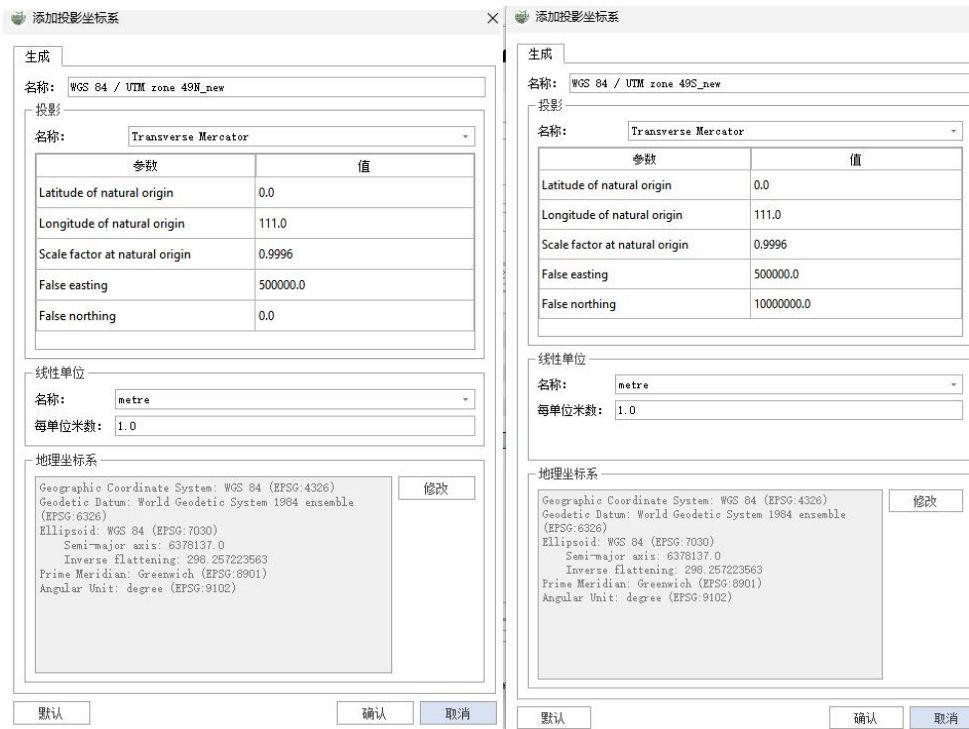 添加投影坐标系
生成
名称: WGS 84 / UTM zone 49N_new
投影
名称: Transverse Mercator
参数 值
Latitude of natural origin 0.0
Longitude of natural origin 111.0
Scale factor at natural origin 0.9996
False easting 500000.0
False northing 0.0
线性单位
名称: metre
每单位米数: 1.0
地理坐标系
Geographic Coordinate System: WGS 84 (EPSG:4326)
Geodetic Datum: World Geodetic System 1984 ensemble
(EPSG:6326)
Ellipsoid: WGS 84 (EPSG:7030)
Semi-major axis: 6378137.0
Inverse flattening: 298.257223563
Prime Meridian: Greenwich (EPSG:8901)
Angular Unit: degree (EPSG:9102)
修改
默认 确认 取消
添加投影坐标系
生成
名称: WGS 84 / UTM zone 49S_new
投影
名称: Transverse Mercator
参数 值
Latitude of natural origin 0.0
Longitude of natural origin 111.0
Scale factor at natural origin 0.9996
False easting 500000.0
False northing 10000000.0
线性单位
名称: metre
每单位米数: 1.0
地理坐标系
Geographic Coordinate System: WGS 84 (EPSG:4326)
Geodetic Datum: World Geodetic System 1984 ensemble
(EPSG:6326)
Ellipsoid: WGS 84 (EPSG:7030)
Semi-major axis: 6378137.0
Inverse flattening: 298.257223563
Prime Meridian: Greenwich (EPSG:8901)
Angular Unit: degree (EPSG:9102)
修改
默认 确认 取消